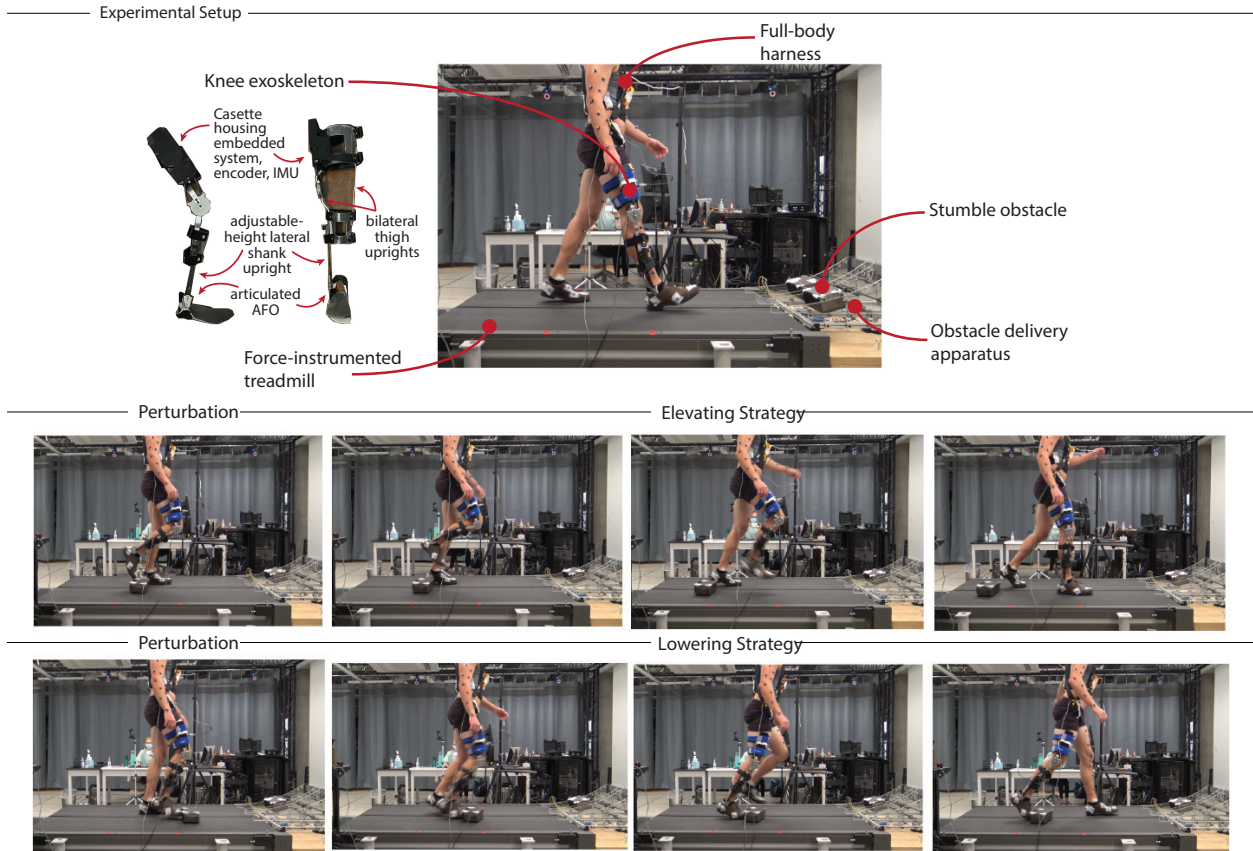 Experimental Setup
Full-body
harness
Knee exoskeleton
Casette
housing
embedded
system,
encoder, IMU
adjustable-
height lateral
shank
upright
bilateral
thigh
uprights
articulated
AFO
Stumble obstacle
Obstacle delivery
apparatus
Force-instrumented
treadmill
Perturbation
Elevating Strategy
Perturbation
Lowering Strategy